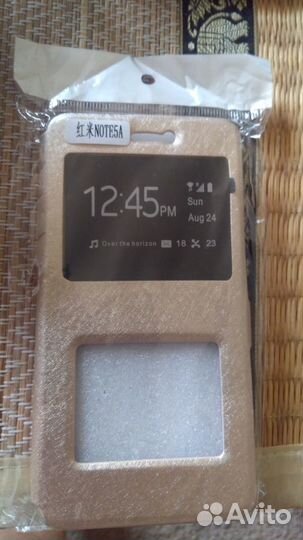 红米NOTE5A
12:45PM
Sun
Aug 24
Over the horizon
18
23
Avito